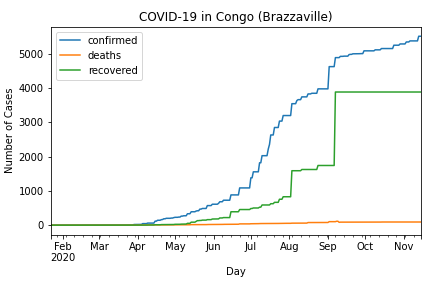 COVID-19 in Congo (Brazzaville)
confirmed
deaths
recovered
Number of Cases
5000
4000
3000
2000
1000
0
Feb Mar Apr May Jun Jul Aug Sep Oct Nov
2020
Day